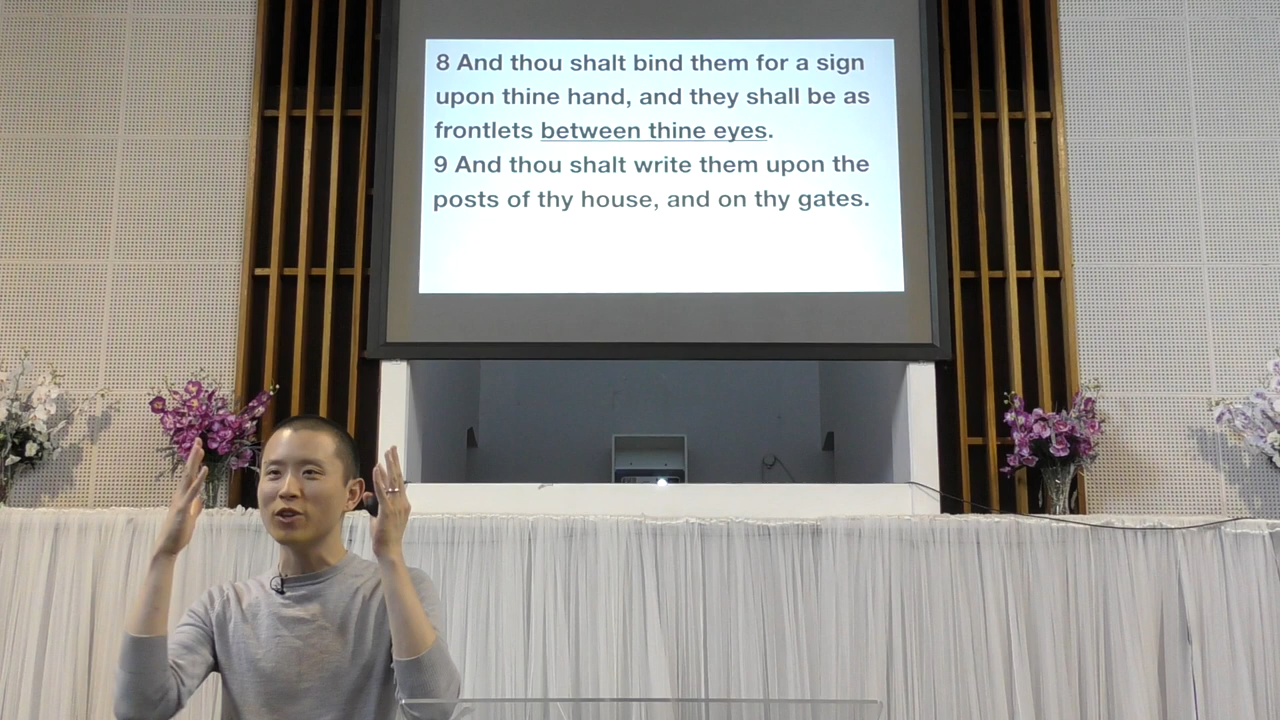 8 And thou shalt bind them for a sign
upon thine hand, and they shall be as
frontlets between thine eyes.
9 And thou shalt write them upon the
posts of thy house, and on thy gates.